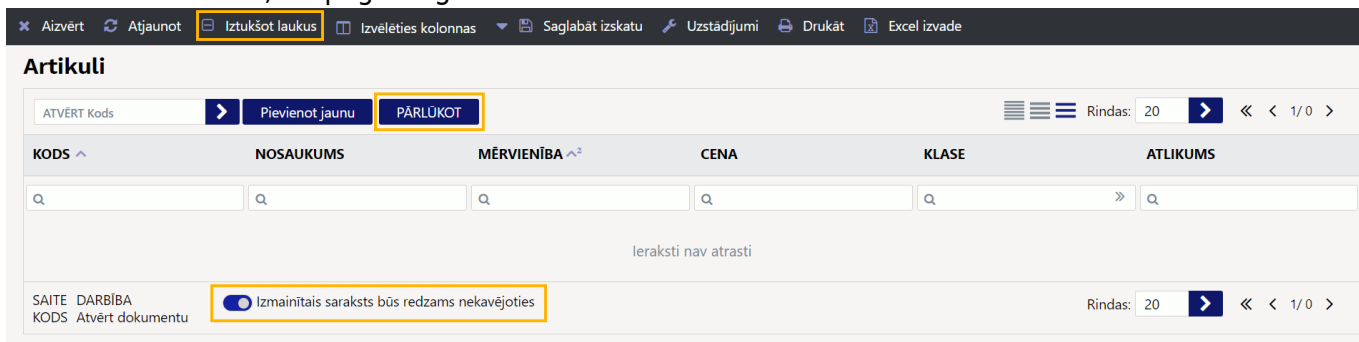 Aizvērt Atjaunot Iztukšot laukus Izvēlēties kolonnas Saglabāt izskatu Uzstādījumi Drukāt Excel izvade
Artikuli
ATVĒRT Kods Pievienot jaunu PĀRLŪKOT Rindas: 20 1/ 0
KODS NOSAUKUMS MĒRVIENĪBA 2 CENA KLASE ATLIKUMS
Ieraksti nav atrasti
SAITE DARBĪBA Izmainītais saraksts būs redzams nekavējoties Rindas: 20 1/ 0
KODS Atvērt dokumentu